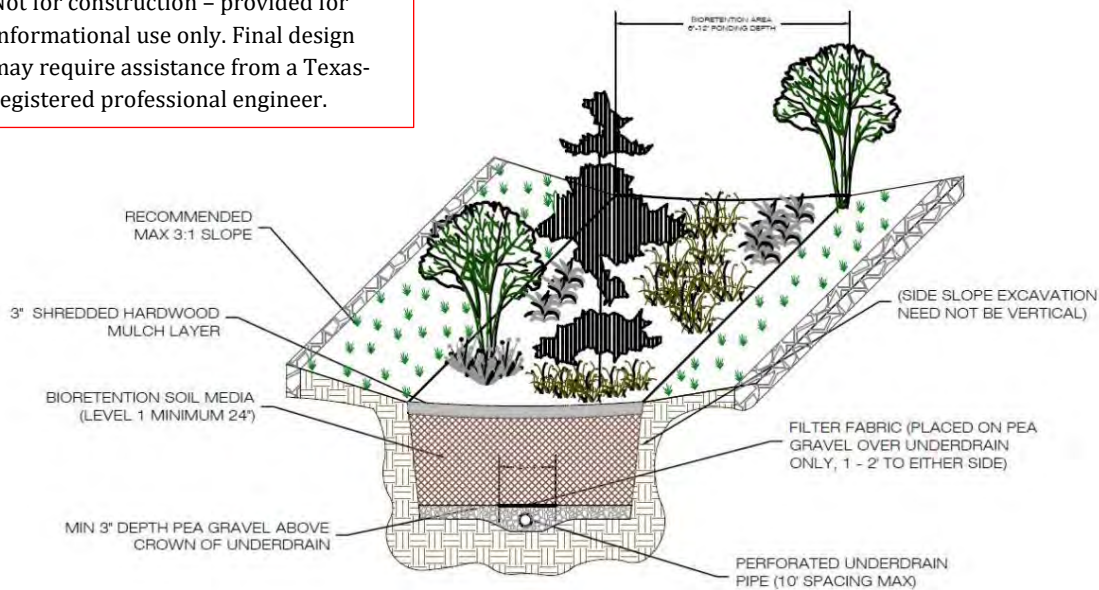 Not for construction – provided for
informational use only. Final design
may require assistance from a Texas-
registered professional engineer.
BIORETENTION AREA
6"-12" PONDING DEPTH
RECOMMENDED
MAX 3:1 SLOPE
3" SHREDDED HARDWOOD
MULCH LAYER
(SIDE SLOPE EXCAVATION
NEED NOT BE VERTICAL)
BIORETENTION SOIL MEDIA
(LEVEL 1 MINIMUM 24")
FILTER FABRIC (PLACED ON PEA
GRAVEL OVER UNDERDRAIN
ONLY, 1 - 2' TO EITHER SIDE)
MIN 3" DEPTH PEA GRAVEL ABOVE
CROWN OF UNDERDRAIN
PERFORATED UNDERDRAIN
PIPE (10' SPACING MAX)